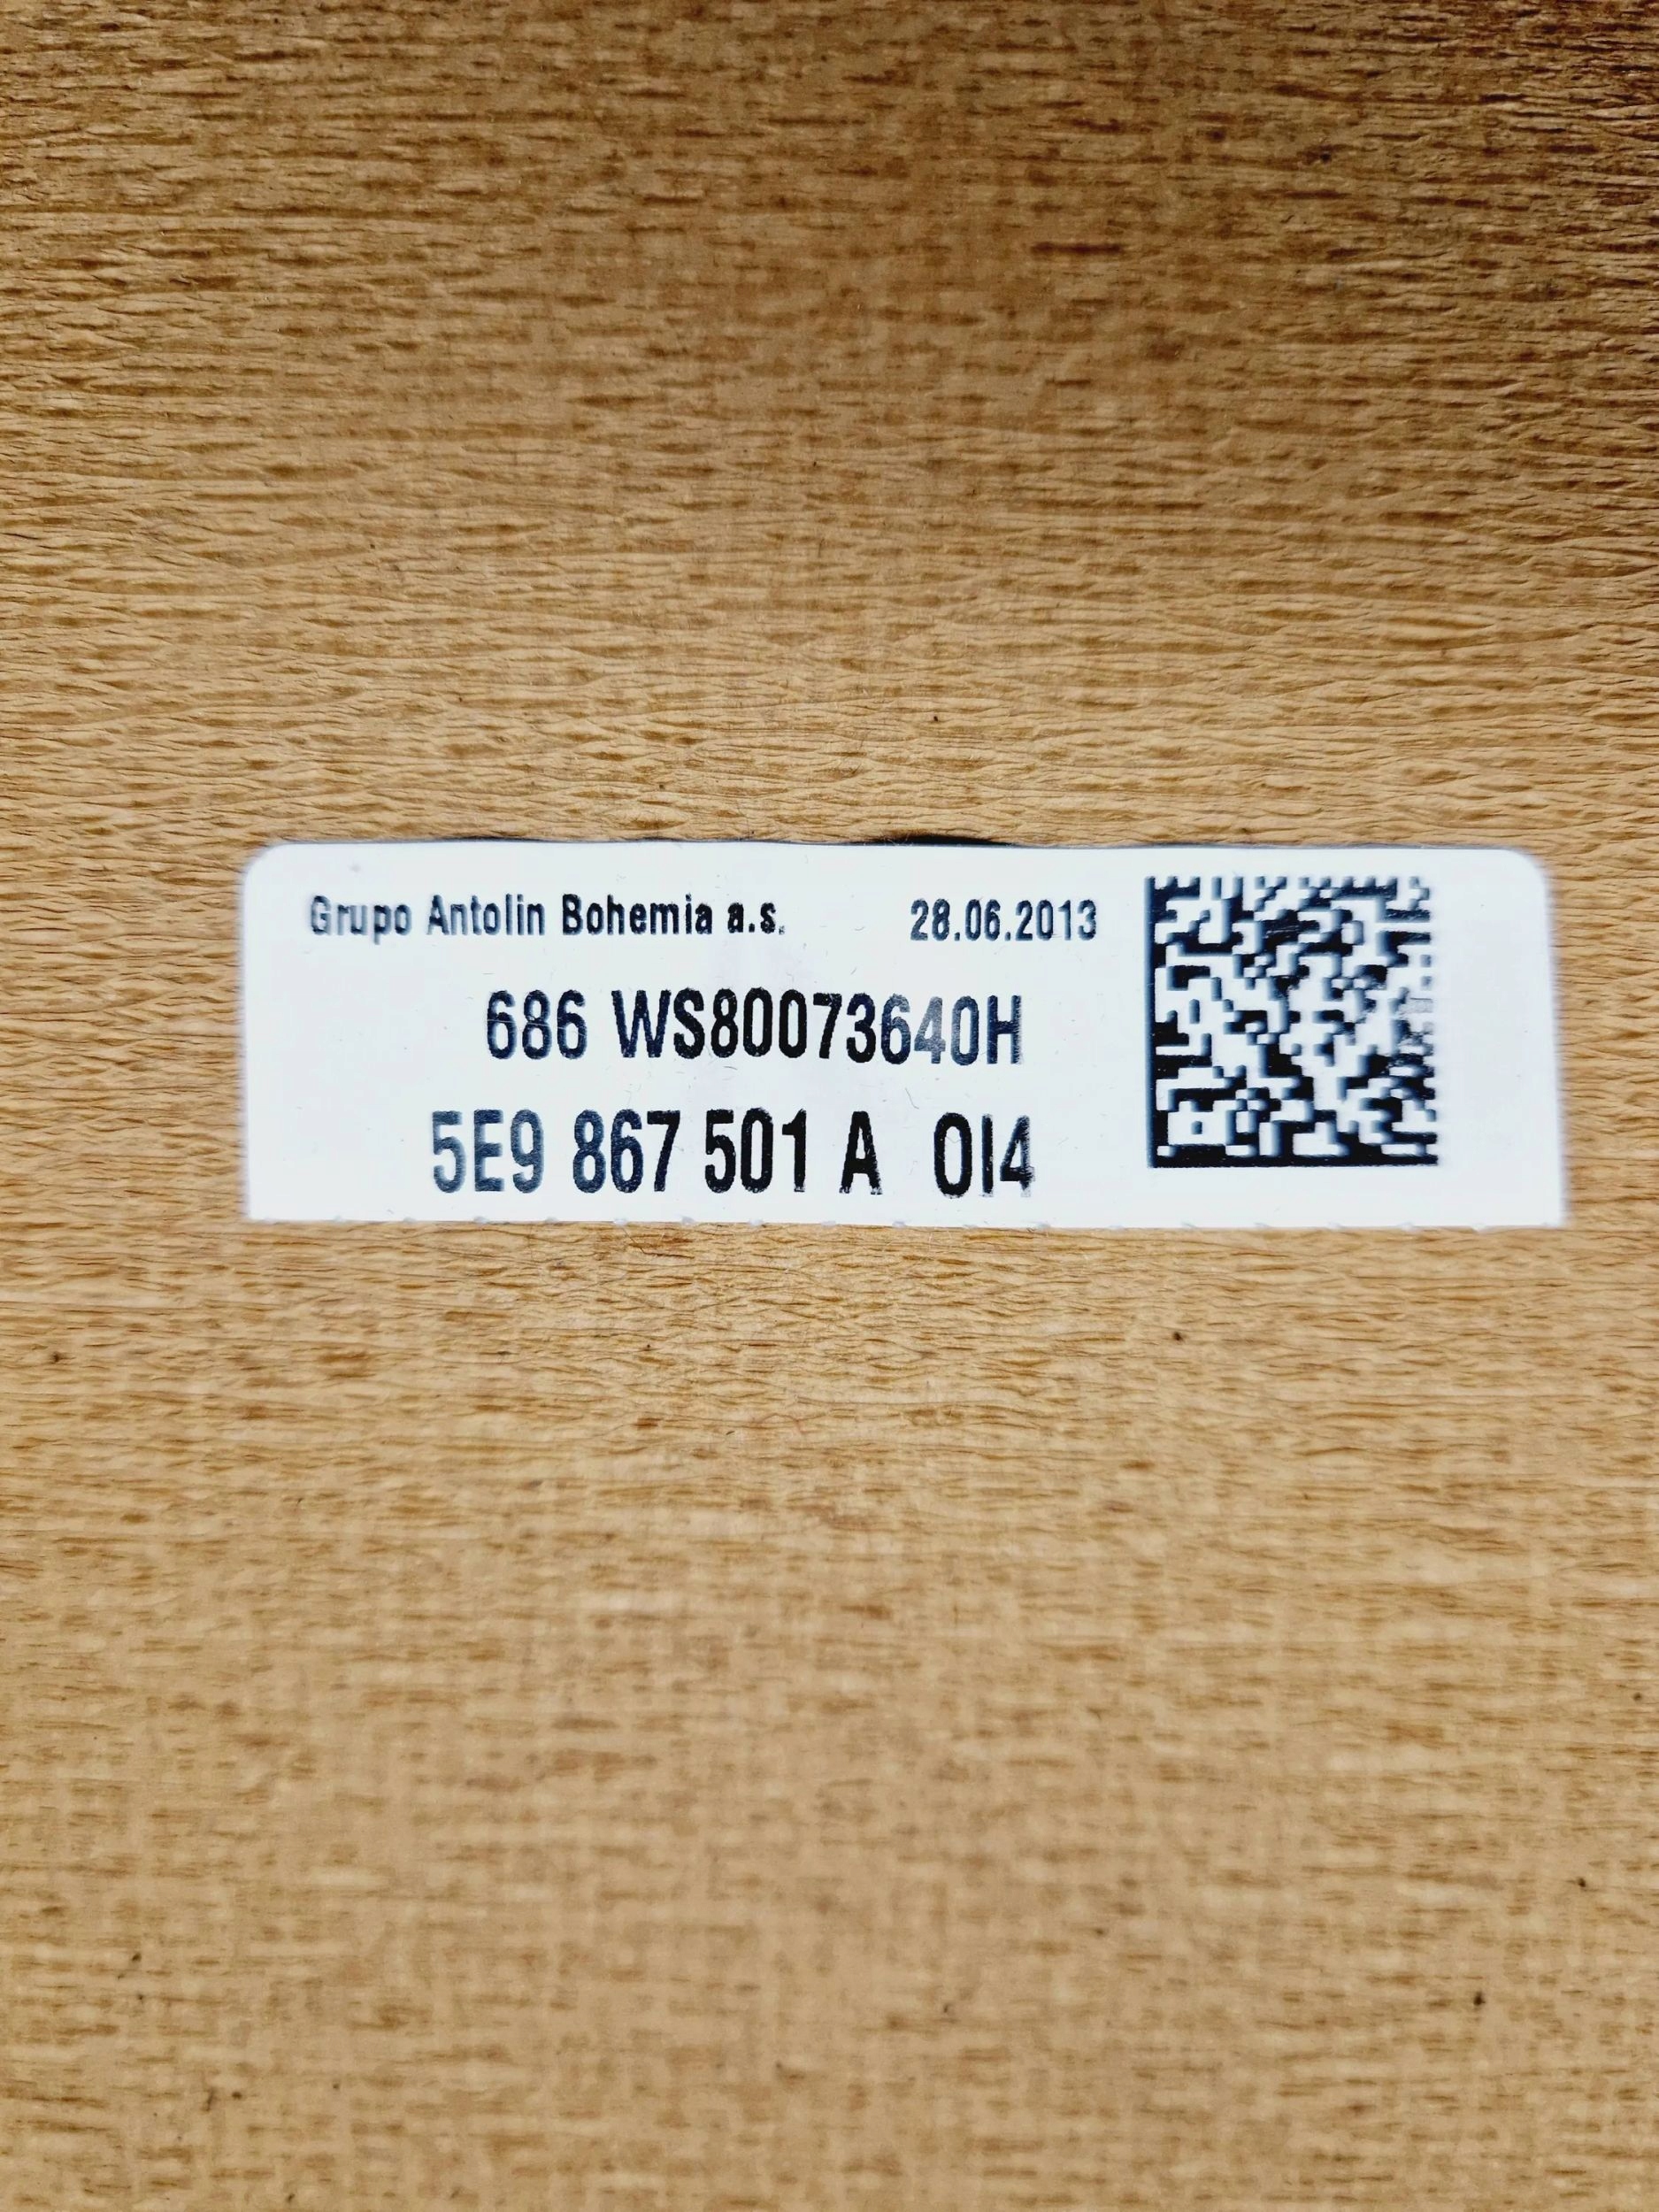 Grupo Antolin Bohemia a.s. 28.06.2013
686 WS80073640H
5E9 867 501 A OI4